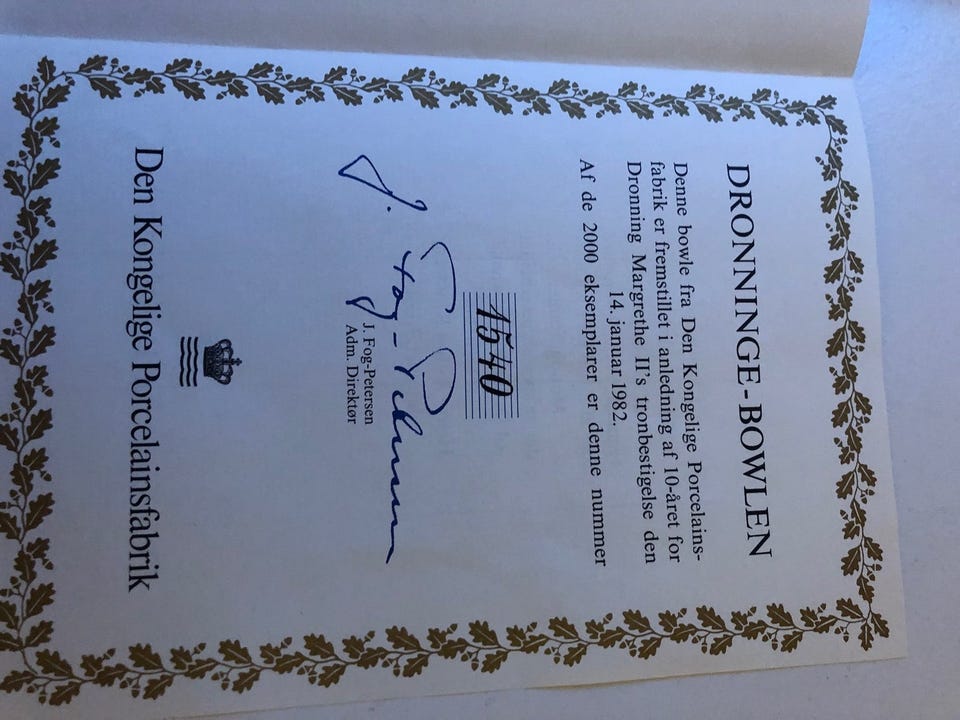 DRONNINGE-BOWLEN
Denne bowle fra Den Kongelige Porcelains-
fabrik er fremstillet i anledning af 10-året for
Dronning Margrethe II's tronbestigelse den
14. januar 1982.
Af de 2000 eksemplarer er denne nummer
1540
J. Fog-Petersen
J. Fog-Petersen
Adm. Direktør
Den Kongelige Porcelainsfabrik